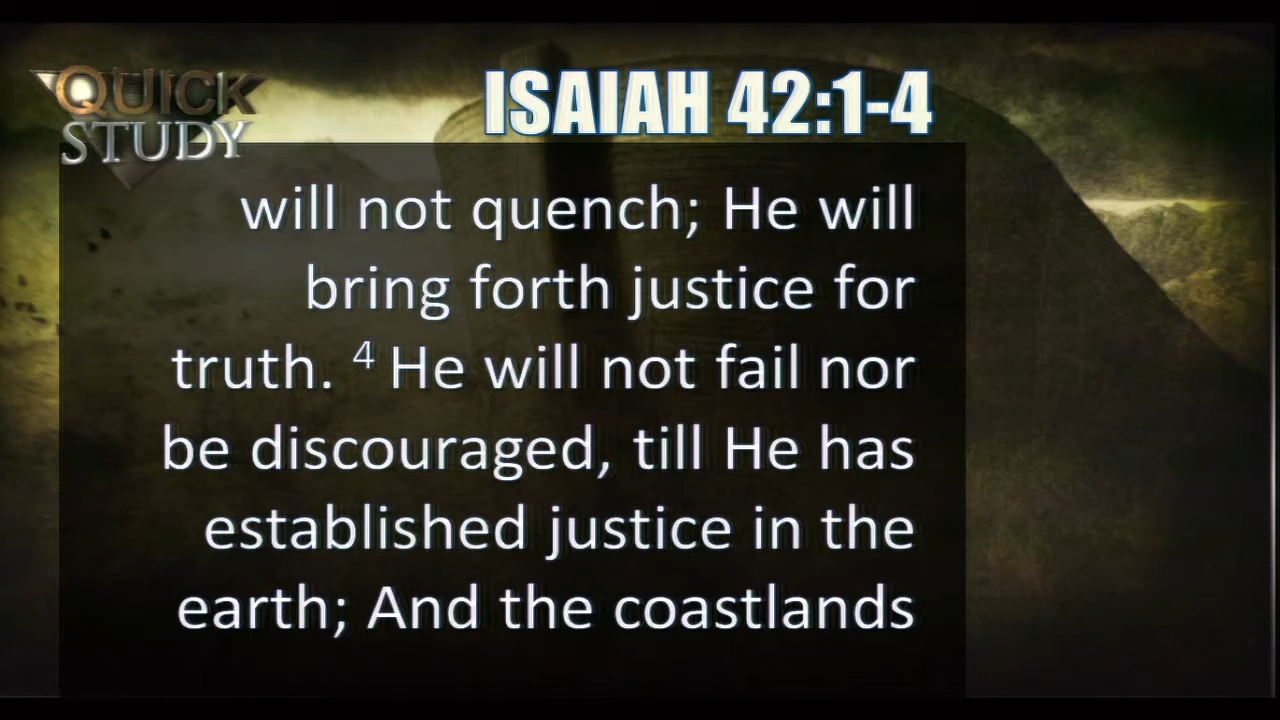 QUICK
STUDY
ISAIAH 42:1-4
will not quench; He will
bring forth justice for
truth. 4 He will not fail nor
be discouraged, till He has
established justice in the
earth; And the coastlands